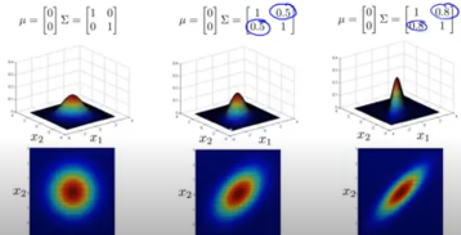 μ = [0 0] Σ = [1 0 0 1]
μ = [0 0] Σ = [1 0.5 0.5 1]
μ = [0 0] Σ = [1 0.8 0.8 1]
x₂ x₁
x₂ x₁
x₂ x₁
x₂
x₂
x₂